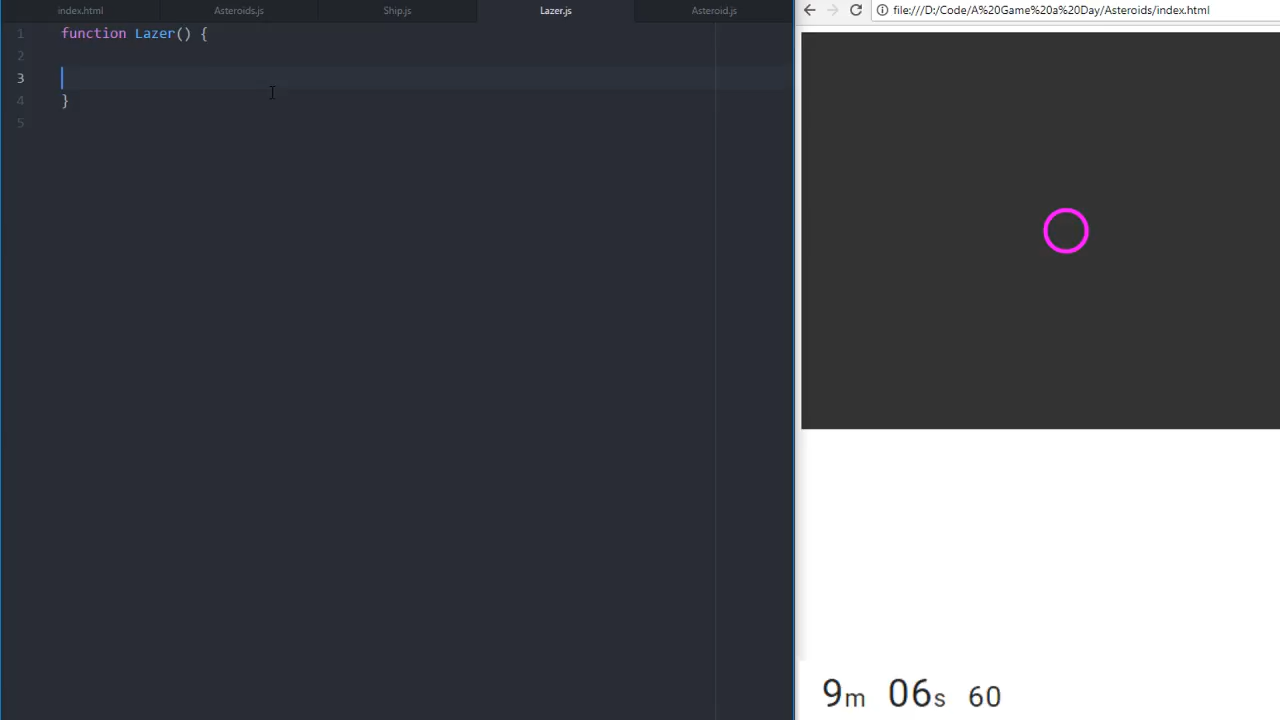 index.html
Asteroids.js
Ship.js
Lazer.js
Asteroid.js
file:///D:/Code/A%20Game%20a%20Day/Asteroids/index.html
1 function Lazer() {
2
3
4 }
5
9m 06s 60